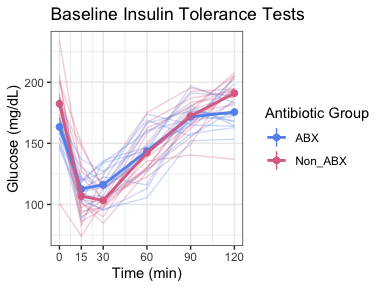 Baseline Insulin Tolerance Tests
Glucose (mg/dL)
200
150
100
0 15 30 60 90 120
Time (min)
Antibiotic Group
ABX
Non_ABX